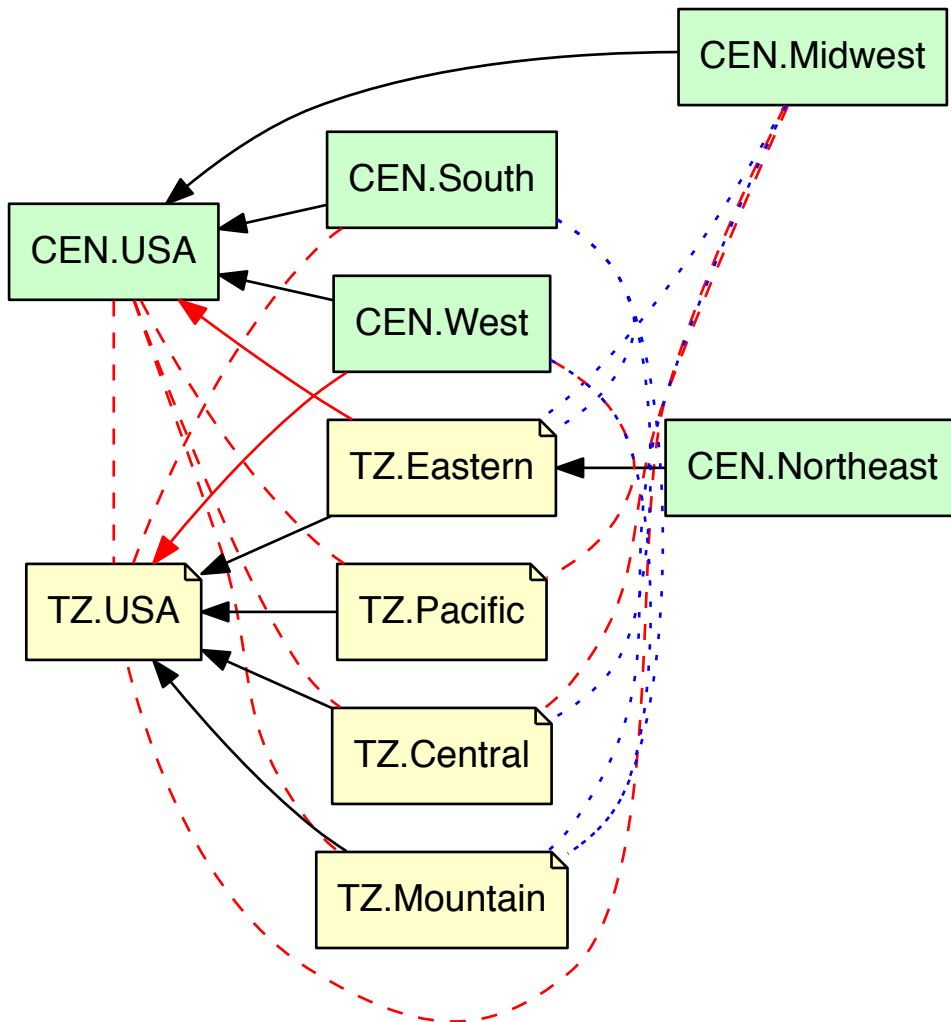 CEN.Midwest
CEN.South
CEN.USA
CEN.West
TZ.Eastern
CEN.Northeast
TZ.USA
TZ.Pacific
TZ.Central
TZ.Mountain